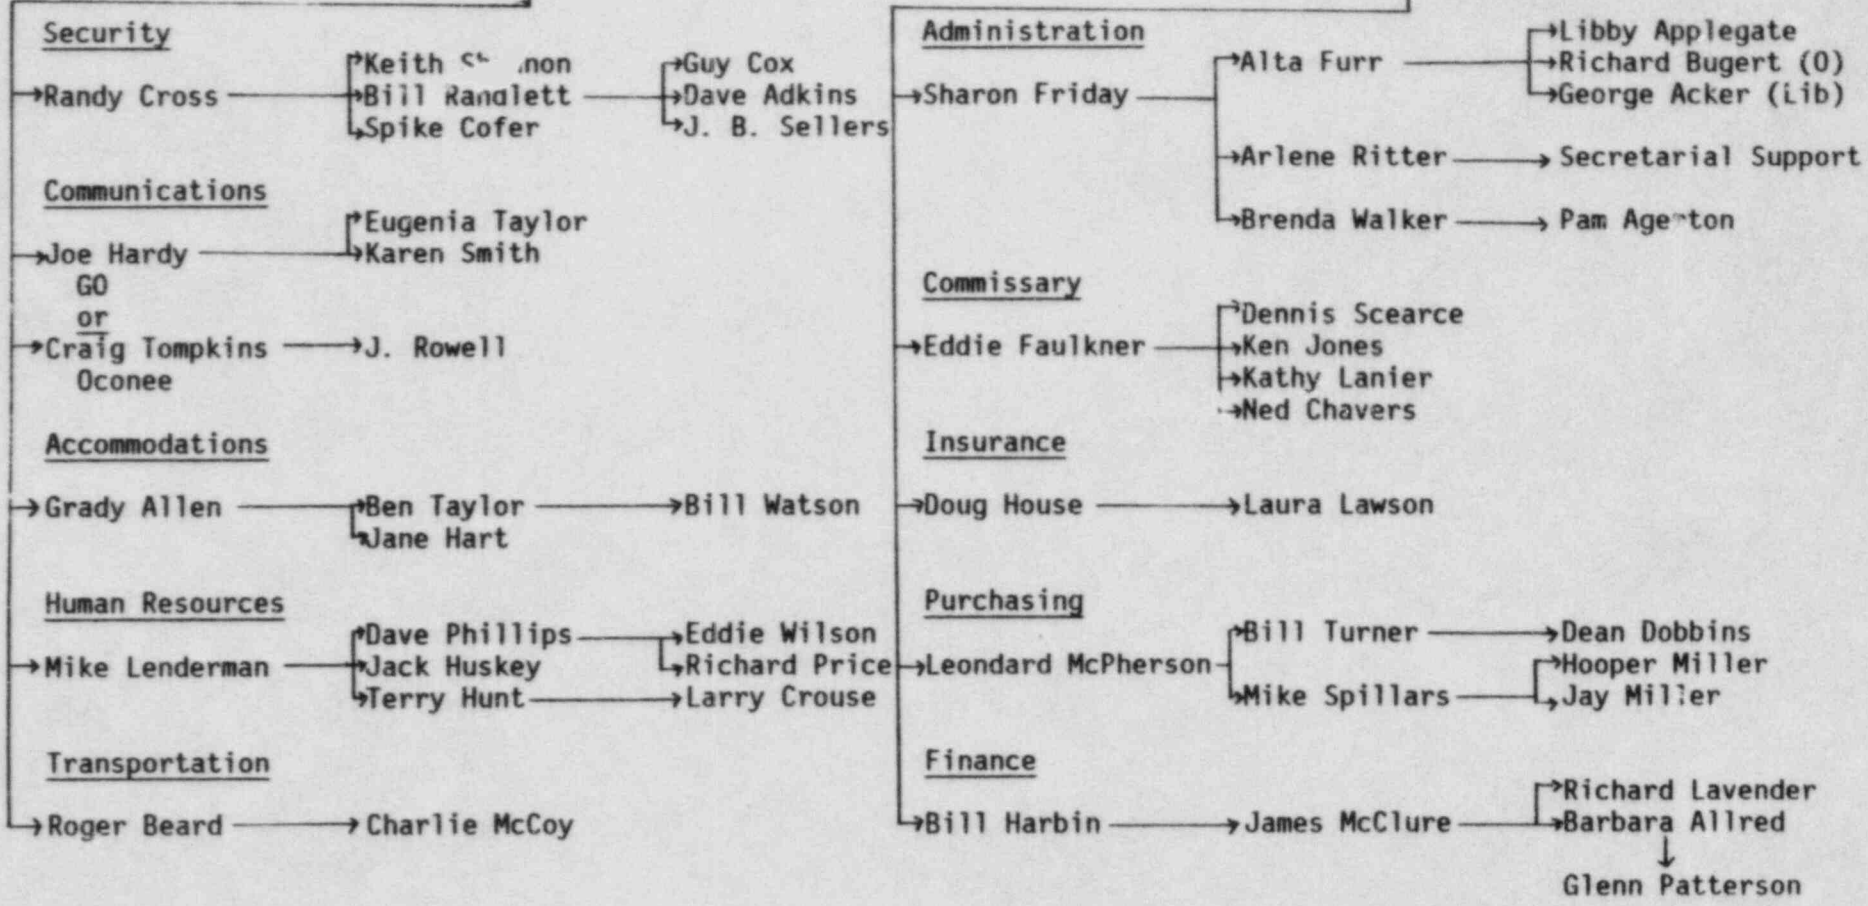 Security
Keith
Randy Cross
Bill
Spike Cofer
Guy Cox
Dave Adkins
J. B. Sellers
Communications
Eugenia Taylor
Joe Hardy
Karen Smith
GO
or
Craig Tompkins
J. Rowell
Oconee
Accommodations
Grady Allen
Ben Taylor
Bill Watson
Jane Hart
Human Resources
Dave Phillips
Eddie Wilson
Mike Lenderman
Jack Huskey
Richard Price
Terry Hunt
Larry Crouse
Transportation
Roger Beard
Charlie McCoy
Administration
Sharon Friday
Alta Furr
Libby Applegate
Richard Bugert (O)
George Acker (Lib)
Arlene Ritter
Secretarial Support
Brenda Walker
Pam
Commissary
Eddie Faulkner
Dennis Scearce
Ken Jones
Kathy Lanier
Ned Chavers
Insurance
Doug House
Laura Lawson
Purchasing
Leondard McPherson
Bill Turner
Dean Dobbins
Mike Spillars
Hooper Miller
Jay Miller
Finance
Bill Harbin
James McClure
Richard Lavender
Barbara Allred
Glenn Patterson